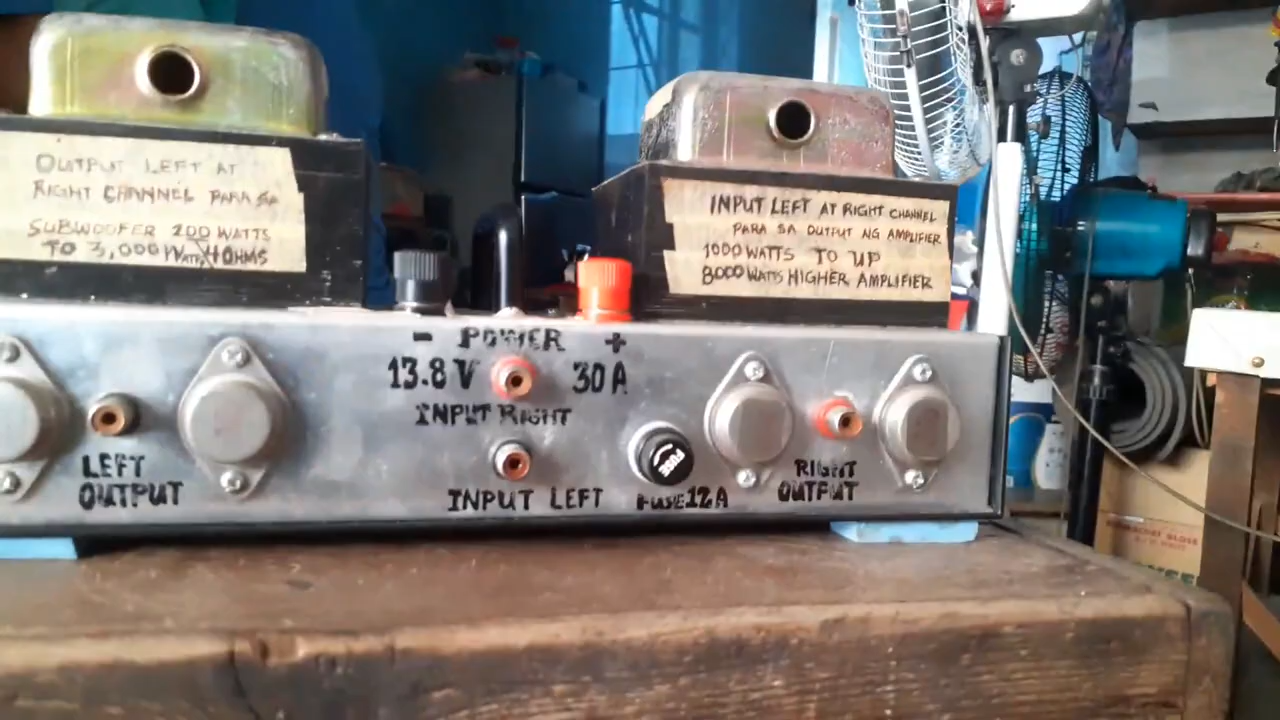 OUTPUT LEFT AT
RIGHT CHANNEL PARA SA
SUBWOOFER 200 WATTS
TO 3,000 WATTS 4 OHMS
INPUT LEFT AT RIGHT CHANNEL
PARA SA OUTPUT NG AMPLIFIER
1000 WATTS TO UP
8000 WATTS HIGHER AMPLIFIER
- POWER +
13.8 V 30 A
INPUT RIGHT
INPUT LEFT
LEFT
OUTPUT
FUSE
FUSE 12A
RIGHT
OUTPUT